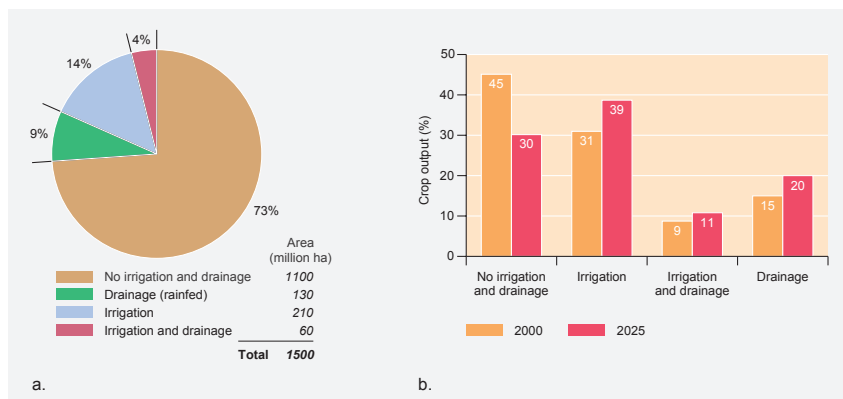 4%
14%
9%
73%
Area
(million ha)
No irrigation and drainage 1100
Drainage (rainfed) 130
Irrigation 210
Irrigation and drainage 60
Total 1500
a.
50
40
30
20
10
0
Crop output (%)
45
30
31
39
9
11
15
20
No irrigation
and drainage
Irrigation
Irrigation
and drainage
Drainage
2000
2025
b.